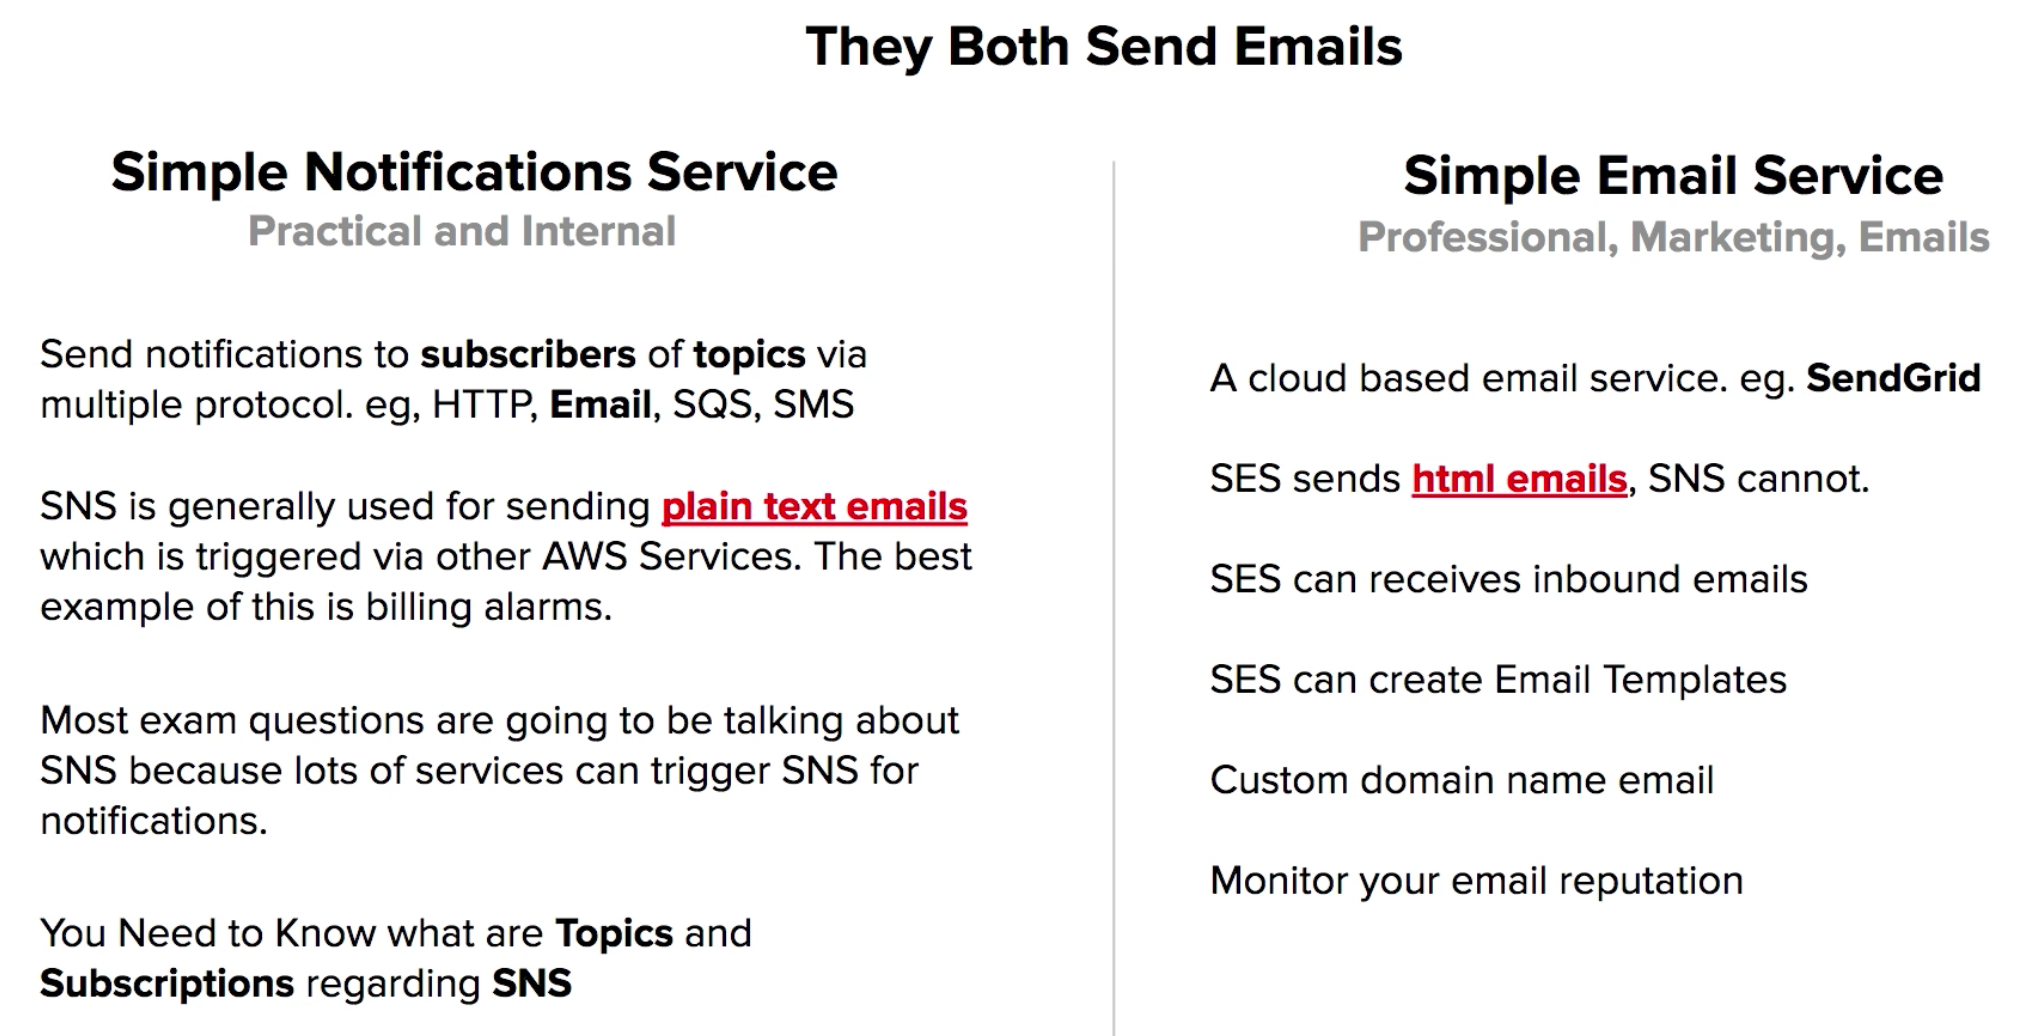 They Both Send Emails
Simple Notifications Service
Practical and Internal
Send notifications to subscribers of topics via
multiple protocol. eg, HTTP, Email, SQS, SMS
SNS is generally used for sending plain text emails
which is triggered via other AWS Services. The best
example of this is billing alarms.
Most exam questions are going to be talking about
SNS because lots of services can trigger SNS for
notifications.
You Need to Know what are Topics and
Subscriptions regarding SNS
Simple Email Service
Professional, Marketing, Emails
A cloud based email service. eg. SendGrid
SES sends html emails, SNS cannot.
SES can receives inbound emails
SES can create Email Templates
Custom domain name email
Monitor your email reputation